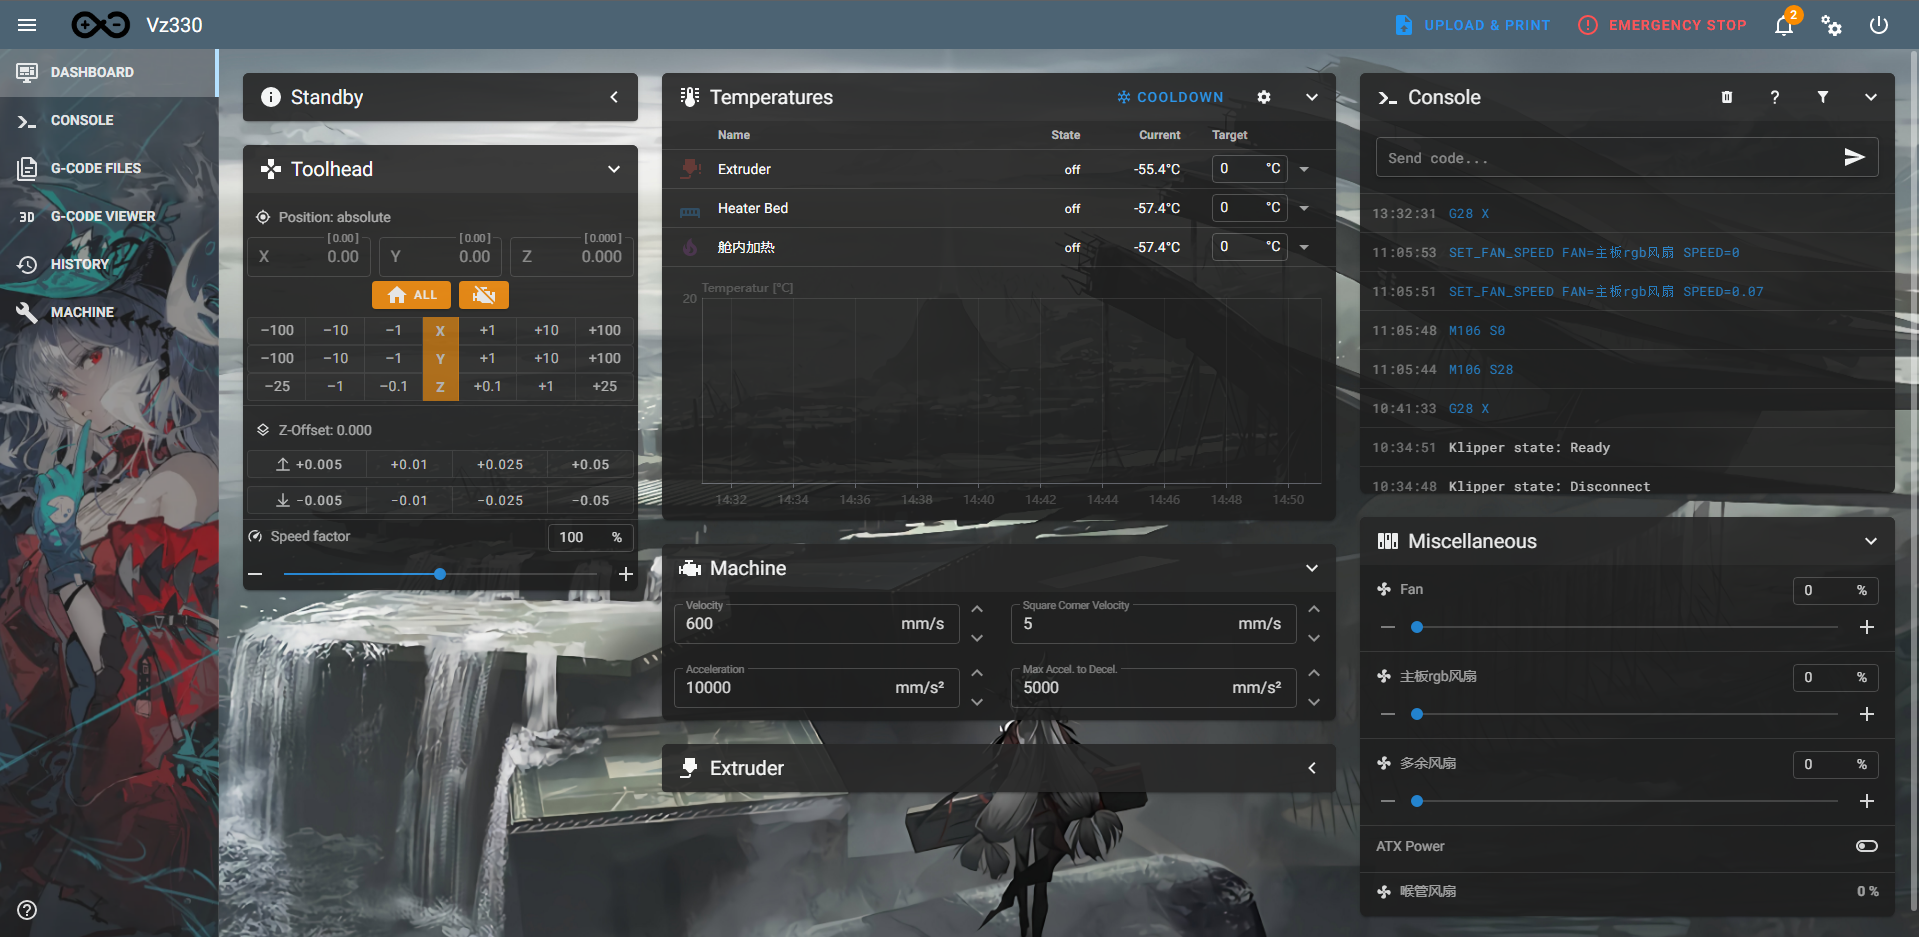 Vz330
UPLOAD & PRINT
EMERGENCY STOP
2
DASHBOARD
CONSOLE
G-CODE FILES
3D G-CODE VIEWER
HISTORY
MACHINE
Standby
Toolhead
Position: absolute
[0.00] [0.00] [0.000]
X 0.00 Y 0.00 Z 0.000
ALL
−100 −10 −1 X +1 +10 +100
−100 −10 −1 Y +1 +10 +100
−25 −1 −0.1 Z +0.1 +1 +25
Z-Offset: 0.000
+0.005 +0.01 +0.025 +0.05
−0.005 −0.01 −0.025 −0.05
Speed factor 100 %
Temperatures
COOLDOWN
Name State Current Target
Extruder off -55.4°C 0 °C
Heater Bed off -57.4°C 0 °C
舱内加热 off -57.4°C 0 °C
Temperatur [°C]
20
14:32 14:34 14:36 14:38 14:40 14:42 14:44 14:46 14:48 14:50
Machine
Velocity
600 mm/s
Square Corner Velocity
5 mm/s
Acceleration
10000 mm/s²
Max Accel. to Decel.
5000 mm/s²
Extruder
Console
?
Send code...
13:32:31 G28 X
11:05:53 SET_FAN_SPEED FAN=主板rgb风扇 SPEED=0
11:05:51 SET_FAN_SPEED FAN=主板rgb风扇 SPEED=0.07
11:05:48 M106 S0
11:05:44 M106 S28
10:41:33 G28 X
10:34:51 Klipper state: Ready
10:34:48 Klipper state: Disconnect
Miscellaneous
Fan 0 %
主板rgb风扇 0 %
多余风扇 0 %
ATX Power
喉管风扇 0 %